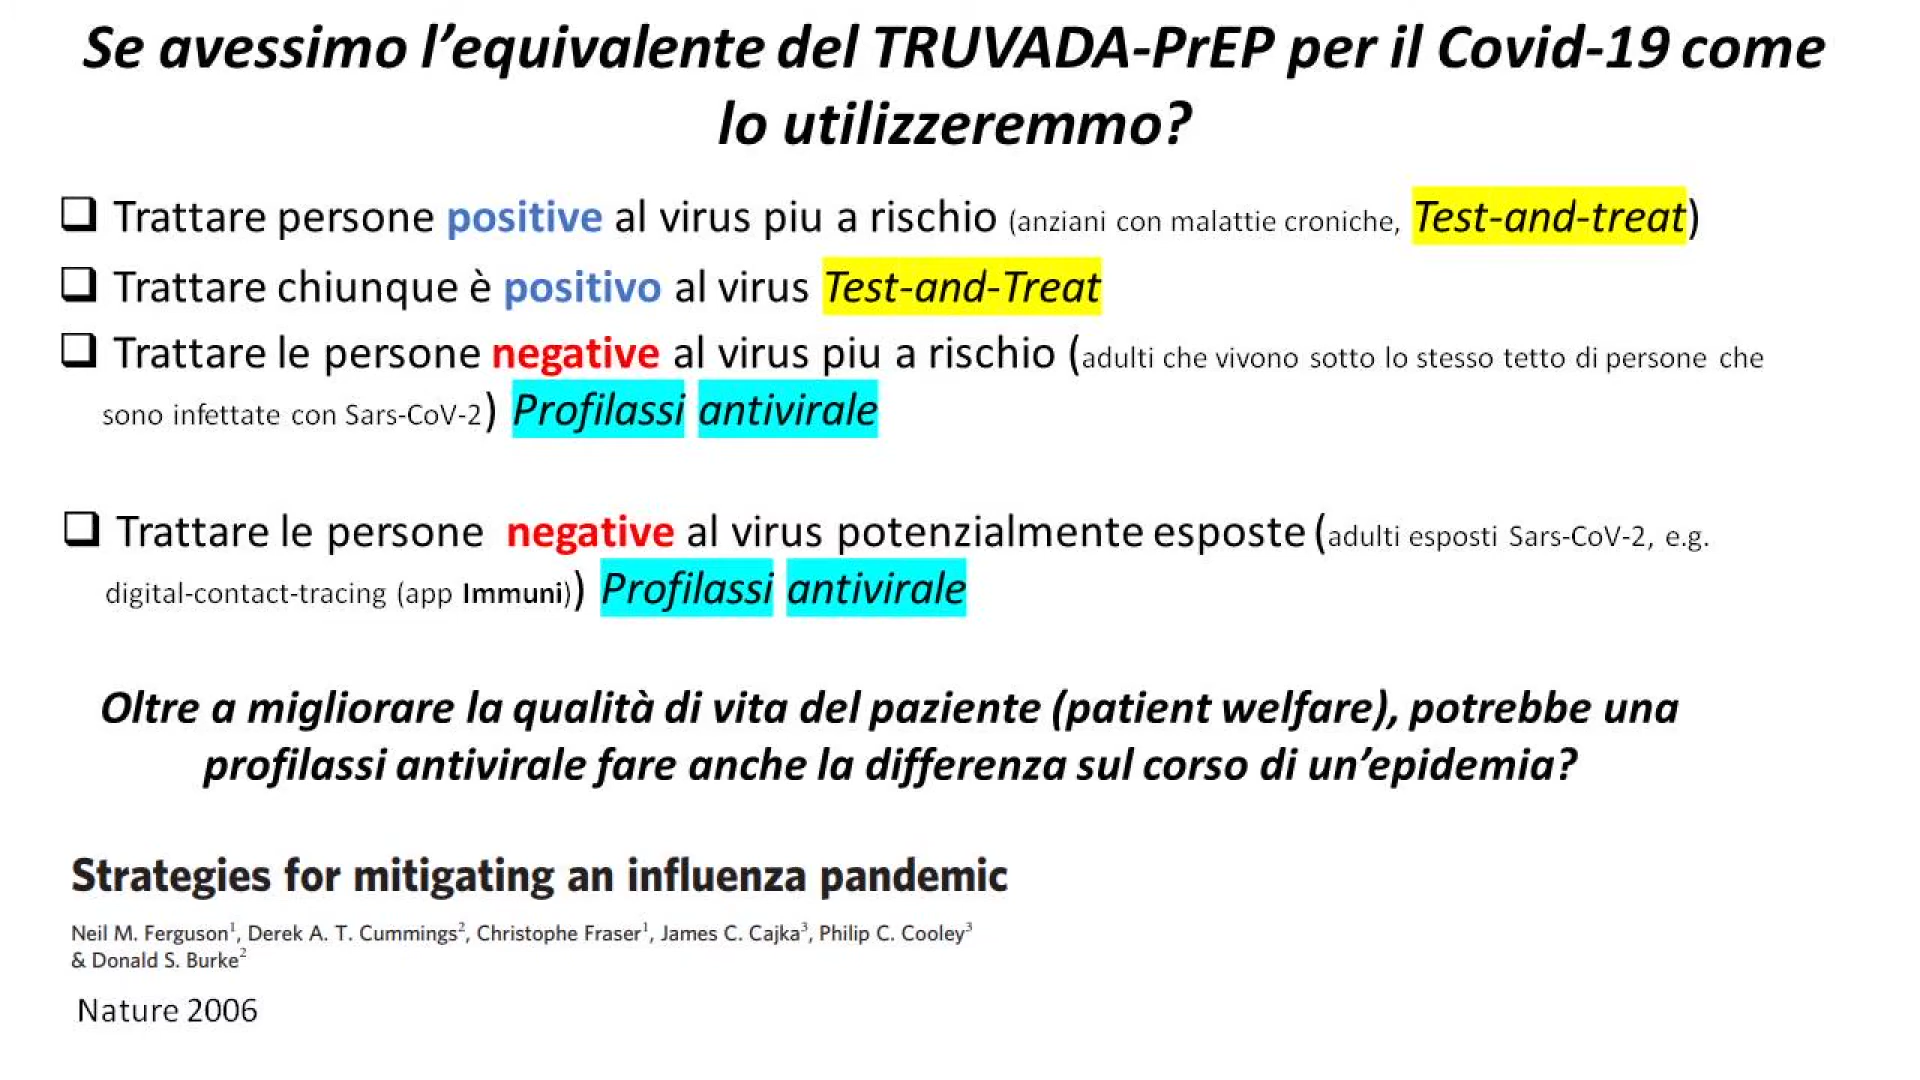 Se avessimo l’equivalente del TRUVADA-PrEP per il Covid-19 come
lo utilizzeremmo?
❑ Trattare persone positive al virus piu a rischio (anziani con malattie croniche, Test-and-treat)
❑ Trattare chiunque è positivo al virus Test-and-Treat
❑ Trattare le persone negative al virus piu a rischio (adulti che vivono sotto lo stesso tetto di persone che
sono infettate con Sars-CoV-2) Profilassi antivirale
❑ Trattare le persone negative al virus potenzialmente esposte (adulti esposti Sars-CoV-2, e.g.
digital-contact-tracing (app Immuni)) Profilassi antivirale
Oltre a migliorare la qualità di vita del paziente (patient welfare), potrebbe una
profilassi antivirale fare anche la differenza sul corso di un’epidemia?
Strategies for mitigating an influenza pandemic
Neil M. Ferguson¹, Derek A. T. Cummings², Christophe Fraser¹, James C. Cajka³, Philip C. Cooley³
& Donald S. Burke²
Nature 2006